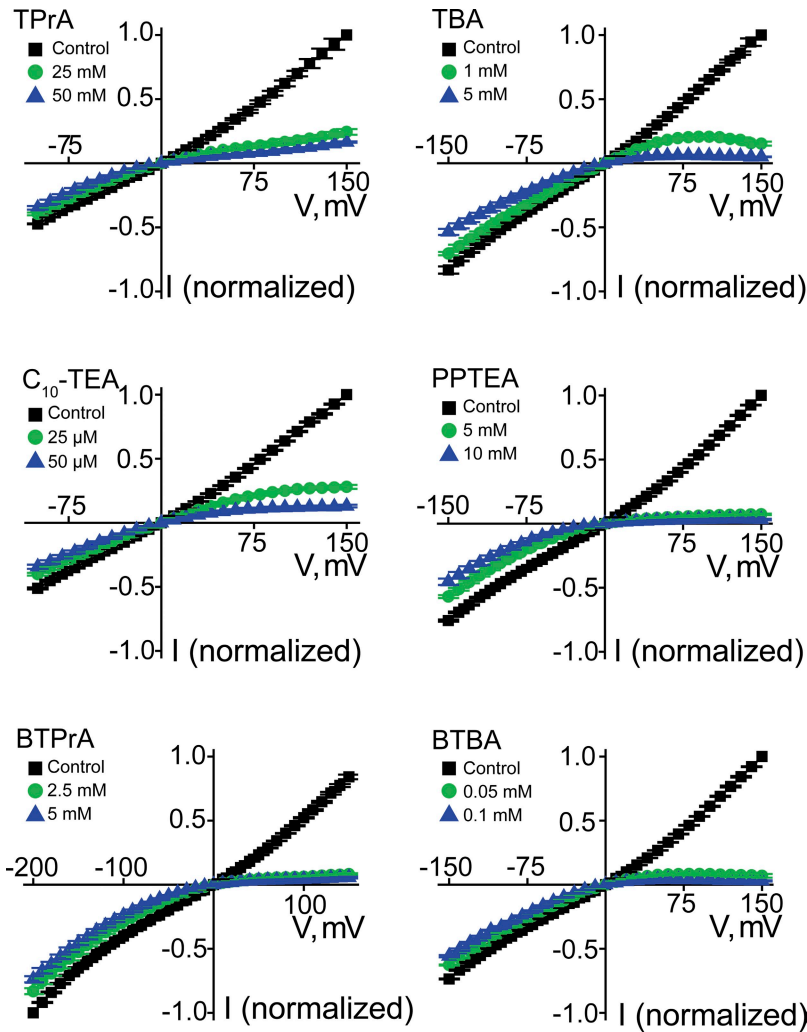 TPrA
Control
25 mM
50 mM
1.0
0.5
-75
75
150
V, mV
-0.5
-1.0
I (normalized)
TBA
Control
1 mM
5 mM
1.0
0.5
-150
-75
75
150
V, mV
-0.5
-1.0
I (normalized)
C₁₀-TEA
Control
25 µM
50 µM
1.0
0.5
-75
75
150
V, mV
-0.5
-1.0
I (normalized)
PPTEA
Control
5 mM
10 mM
1.0
0.5
-150
-75
75
150
V, mV
-0.5
-1.0
I (normalized)
BTPrA
Control
2.5 mM
5 mM
1.0
0.5
-200
-100
100
V, mV
-0.5
-1.0
I (normalized)
BTBA
Control
0.05 mM
0.1 mM
1.0
0.5
-150
-75
75
150
V, mV
-0.5
-1.0
I (normalized)